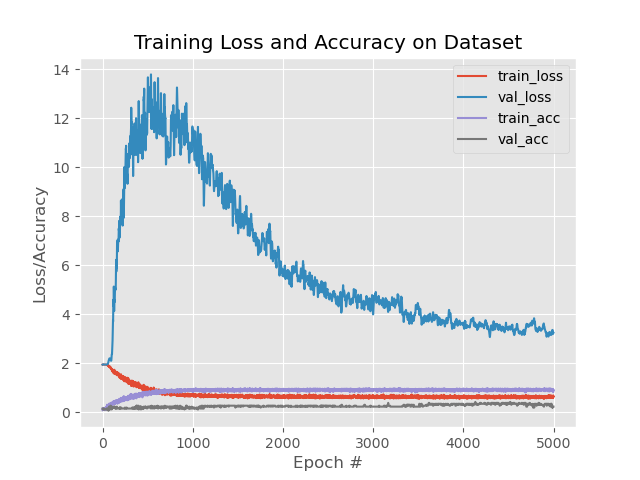 Training Loss and Accuracy on Dataset
train_loss
val_loss
train_acc
val_acc
14
12
10
8
6
4
2
0
Loss/Accuracy
0 1000 2000 3000 4000 5000
Epoch #